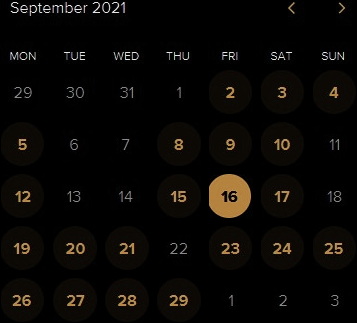 September 2021
MON TUE WED THU FRI SAT SUN
29 30 31 1 2 3 4
5 6 7 8 9 10 11
12 13 14 15 16 17 18
19 20 21 22 23 24 25
26 27 28 29 1 2 3